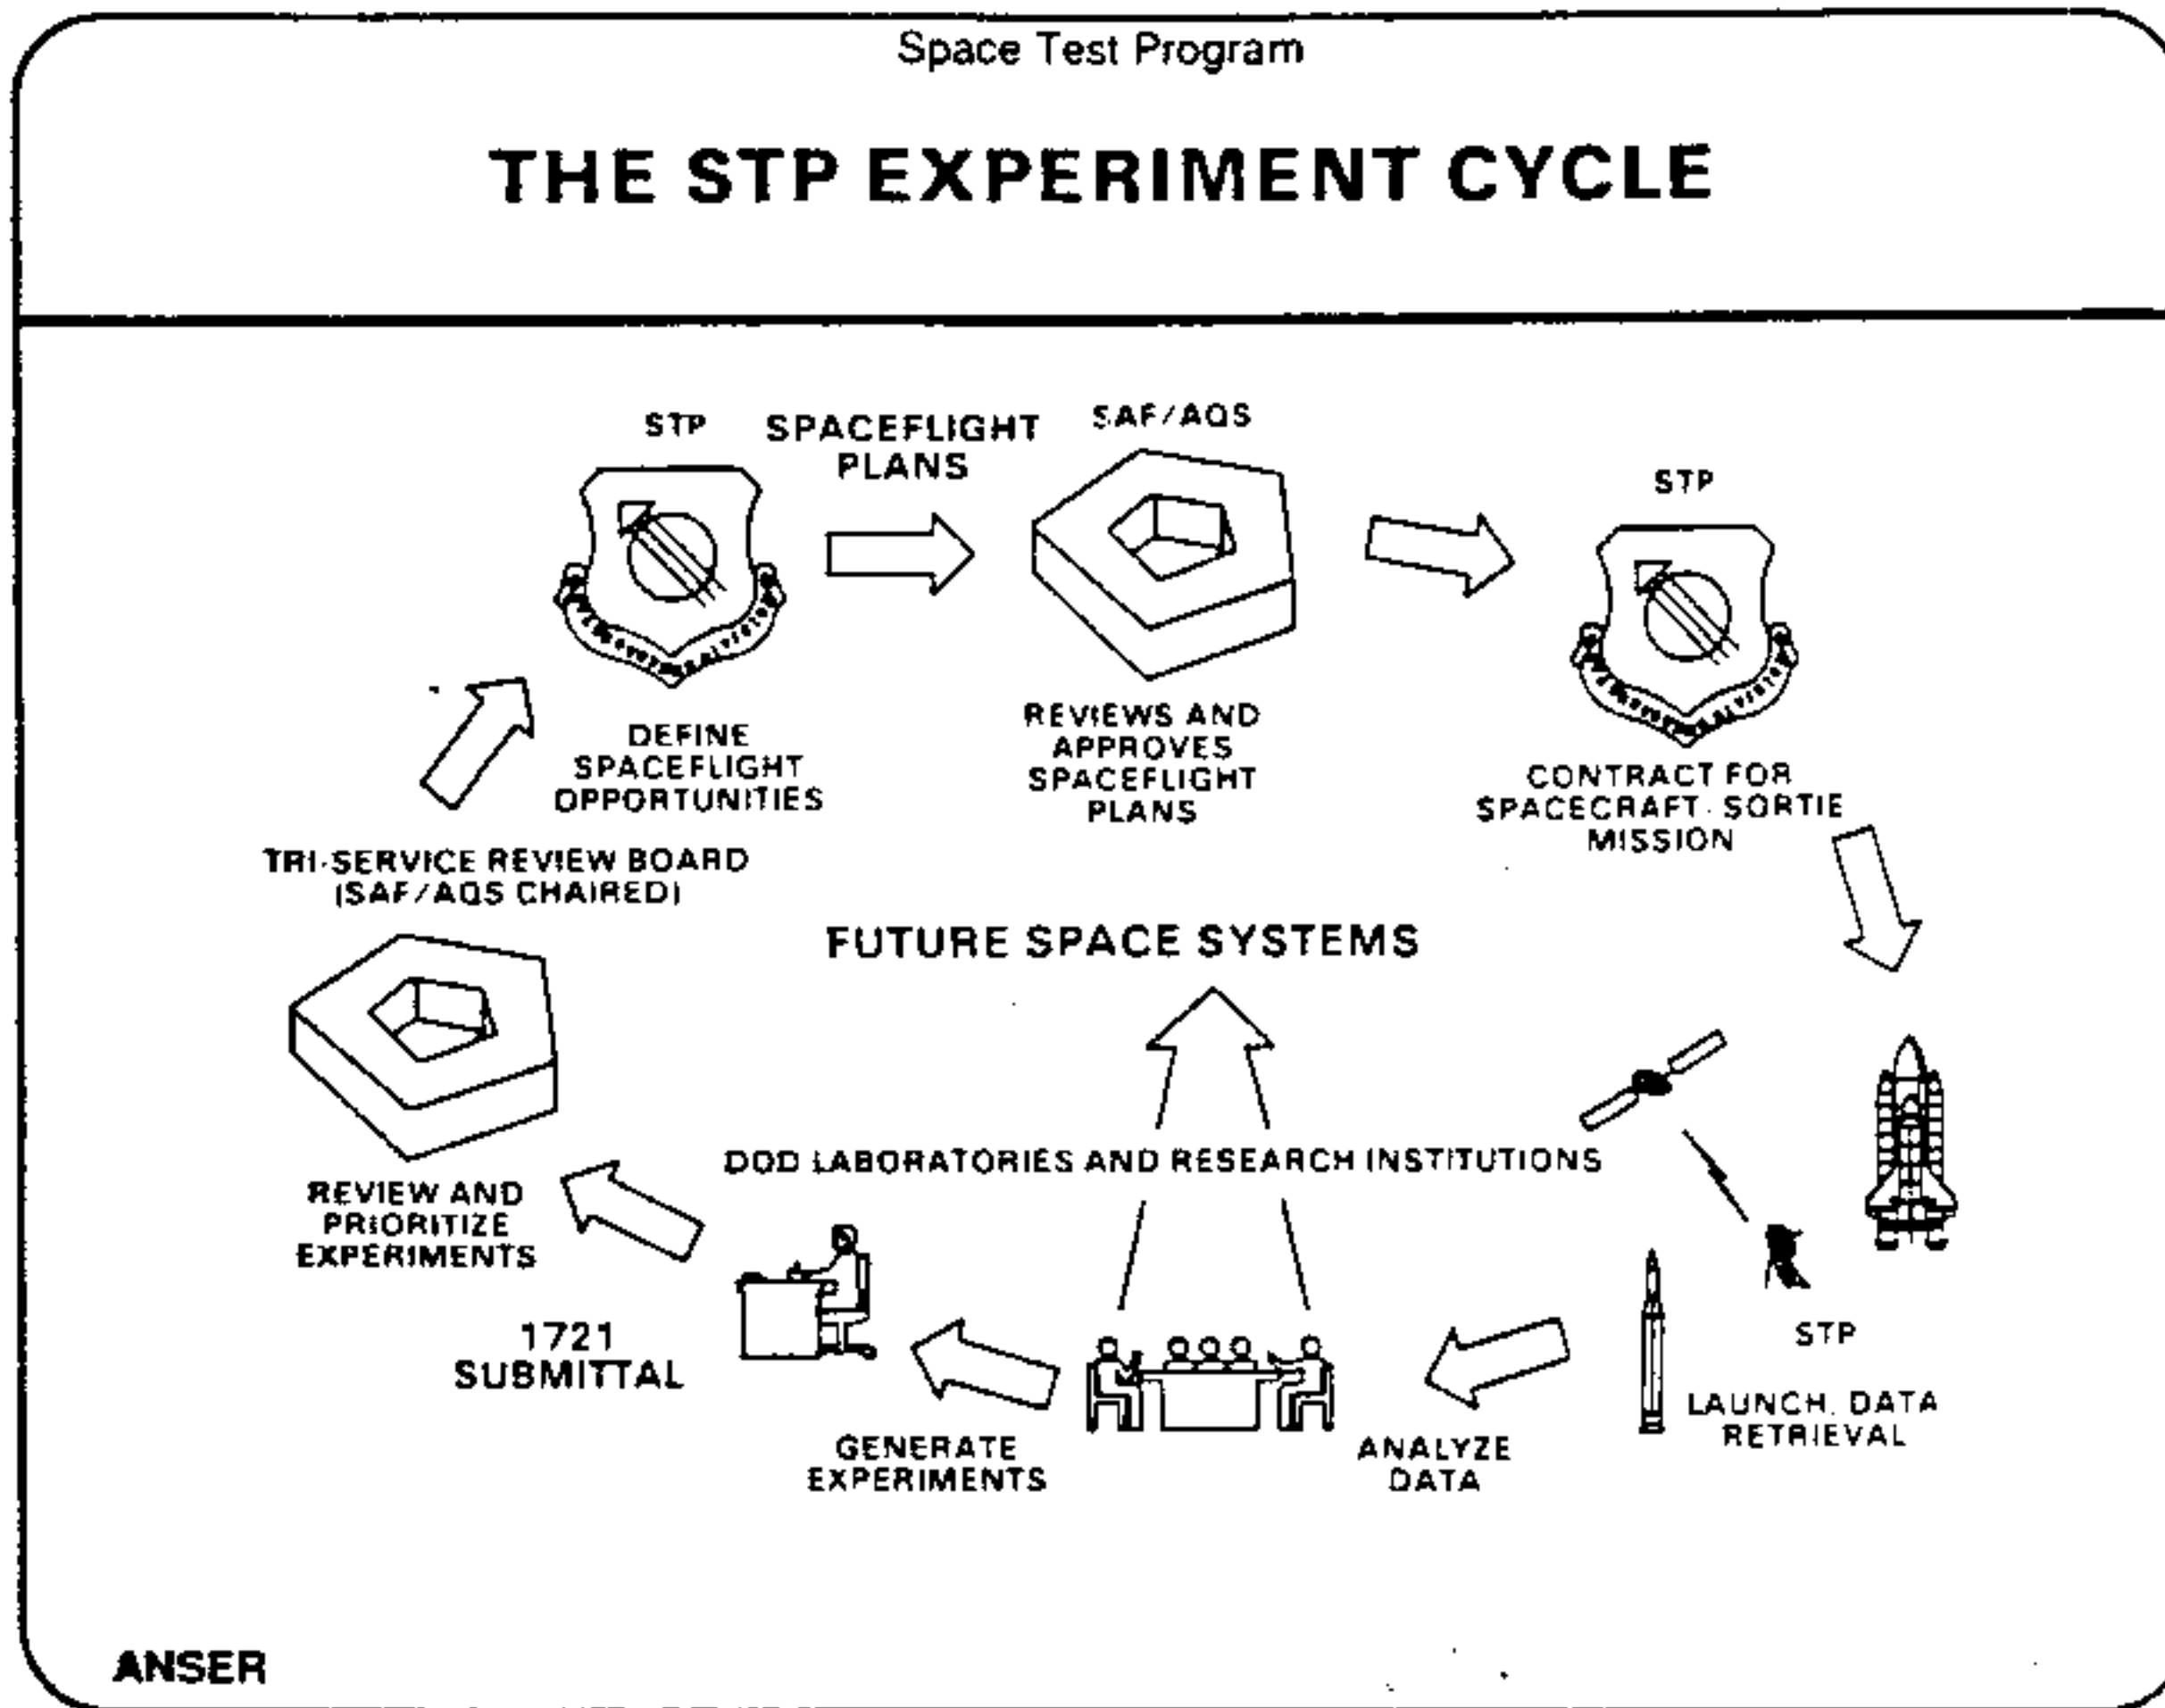 Space Test Program
THE STP EXPERIMENT CYCLE
STP
SPACEFLIGHT
PLANS
SAF/AQS
STP
DEFINE
SPACEFLIGHT
OPPORTUNITIES
REVIEWS AND
APPROVES
SPACEFLIGHT
PLANS
CONTRACT FOR
SPACECRAFT - SORTIE
MISSION
TRI-SERVICE REVIEW BOARD
(SAF/AQS CHAIRED)
FUTURE SPACE SYSTEMS
DOD LABORATORIES AND RESEARCH INSTITUTIONS
REVIEW AND
PRIORITIZE
EXPERIMENTS
1721
SUBMITTAL
STP
LAUNCH, DATA
RETRIEVAL
GENERATE
EXPERIMENTS
ANALYZE
DATA
ANSER